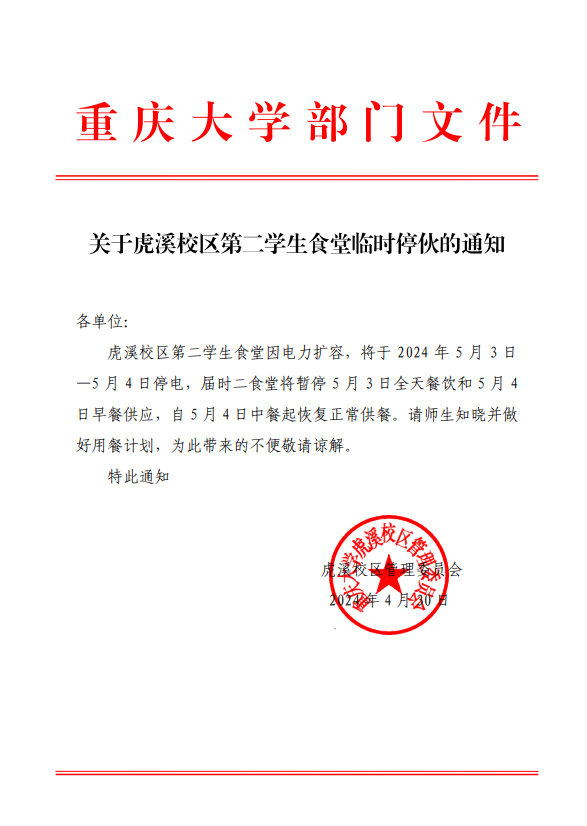 重庆大学部门文件
关于虎溪校区第二学生食堂临时停伙的通知
各单位：
虎溪校区第二学生食堂因电力扩容，将于 2024 年 5 月 3 日
—5 月 4 日停电，届时二食堂将暂停 5 月 3 日全天餐饮和 5 月 4
日早餐供应，自 5 月 4 日中餐起恢复正常供餐。请师生知晓并做
好用餐计划，为此带来的不便敬请谅解。
特此通知
重庆大学虎溪校区管理委员会
虎溪校区管理委员会
2024 年 4 月 30 日